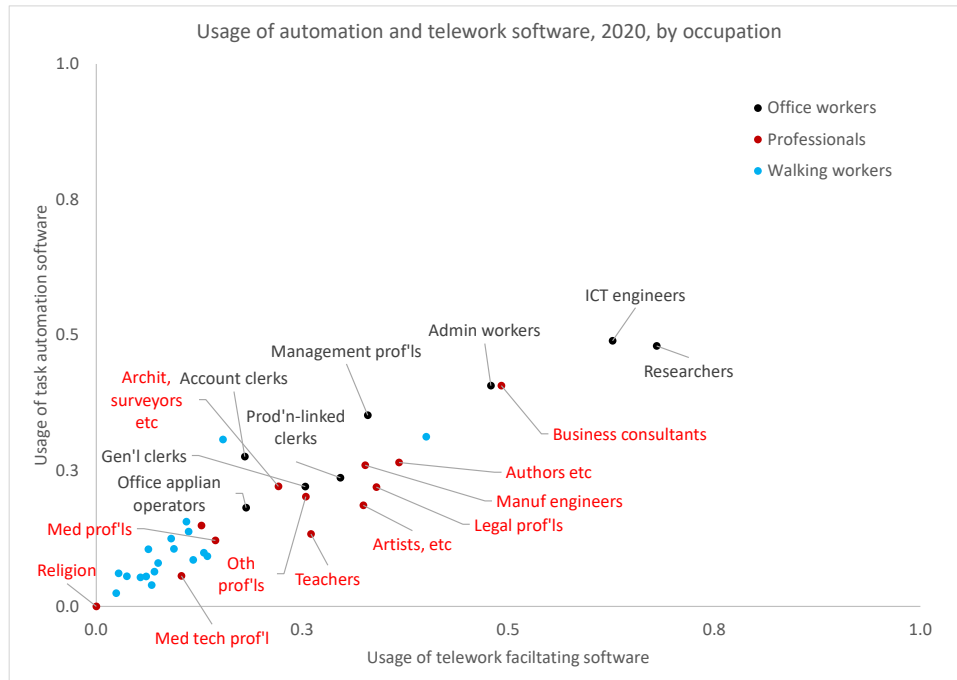 Usage of automation and telework software, 2020, by occupation
1.0
Office workers
Professionals
Walking workers
0.8
Usage of task automation software
ICT engineers
0.5
Admin workers
Management prof'ls
Researchers
Archit,
surveyors
etc
Account clerks
Prod'n-linked
clerks
Business consultants
Gen'l clerks
0.3
Authors etc
Office applian
operators
Manuf engineers
Legal prof'ls
Med prof'ls
Artists, etc
Oth
prof'ls
Teachers
Religion
0.0
Med tech prof'l
0.0
0.3
0.5
0.8
1.0
Usage of telework faciltating software